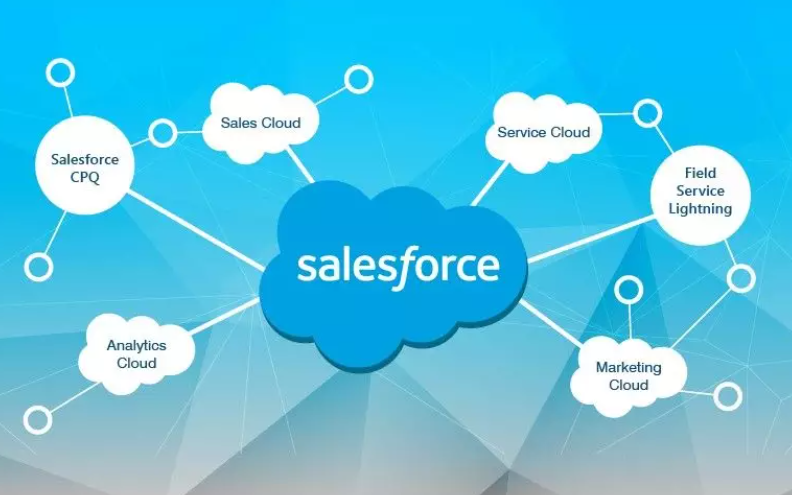 Sales Cloud
Service Cloud
Salesforce
CPQ
Field
Service
Lightning
salesforce
Analytics
Cloud
Marketing
Cloud